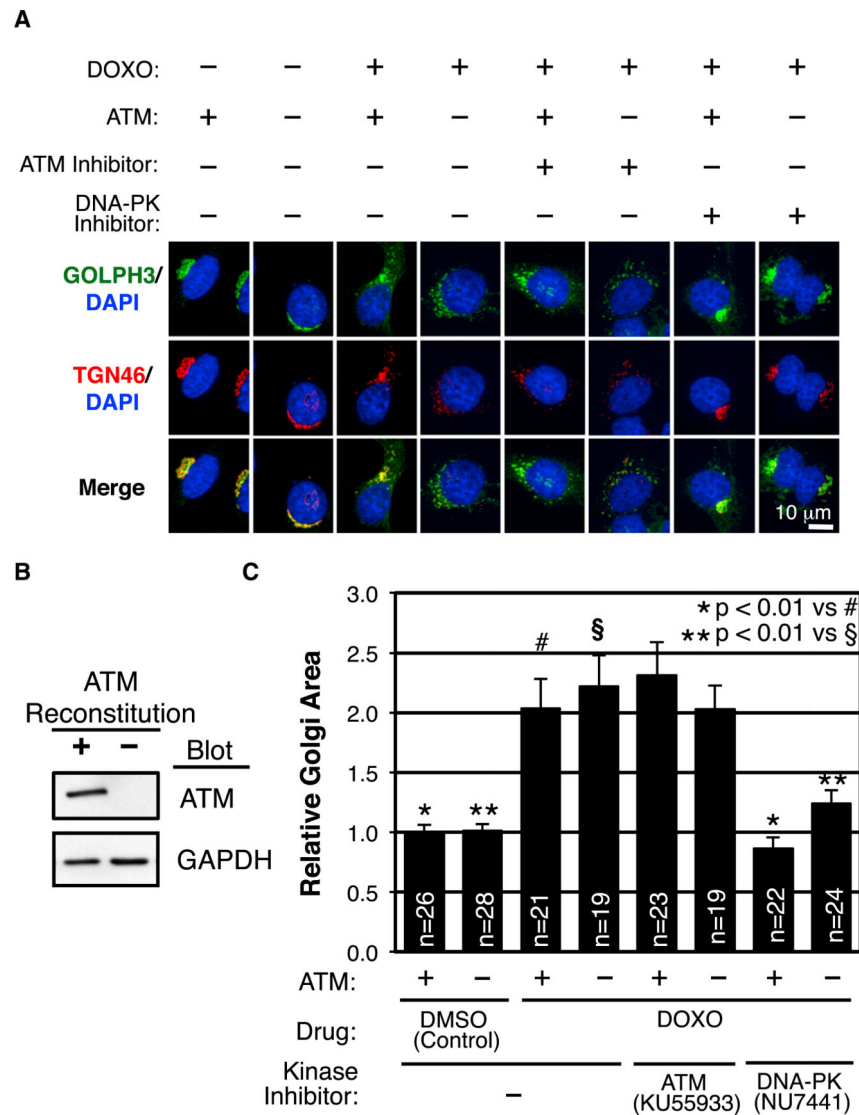 A
DOXO: – – + + + + + +
ATM: + – + – + – + –
ATM Inhibitor: – – – – + + – –
DNA-PK
Inhibitor: – – – – – – + +
GOLPH3/
DAPI
TGN46/
DAPI
Merge
10 μm
B
ATM
Reconstitution
+ – Blot
ATM
GAPDH
C
Relative Golgi Area
3.0
2.5
2.0
1.5
1.0
0.5
0.0
* p < 0.01 vs #
** p < 0.01 vs §
* ** # § * **
n=26 n=28 n=21 n=19 n=23 n=19 n=22 n=24
ATM: + – + – + – + –
Drug: DMSO (Control) DOXO
Kinase
Inhibitor: – ATM (KU55933) DNA-PK (NU7441)